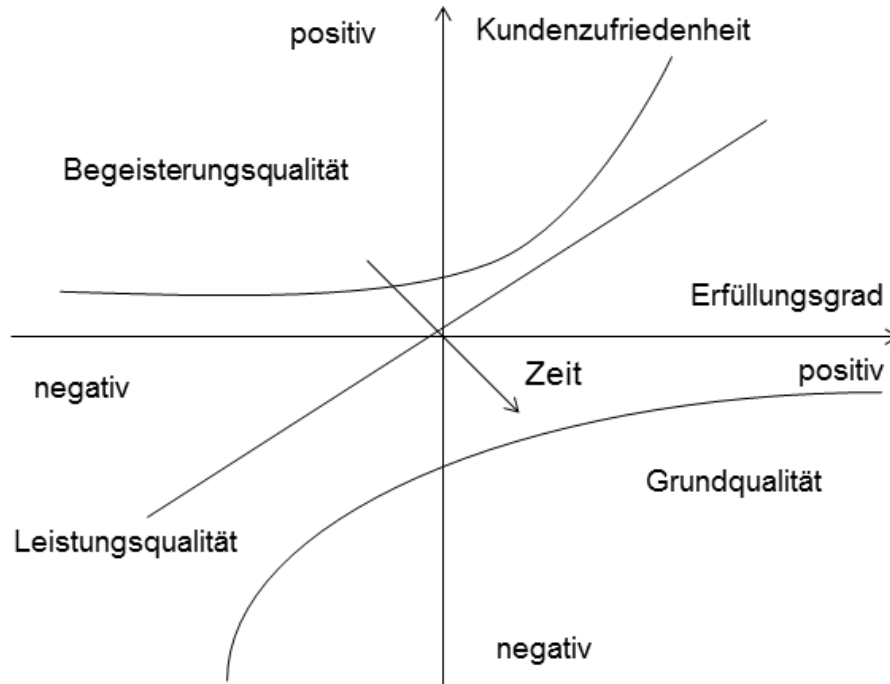 positiv
Kundenzufriedenheit
Begeisterungsqualität
Erfüllungsgrad
negativ
Zeit
positiv
Grundqualität
Leistungsqualität
negativ